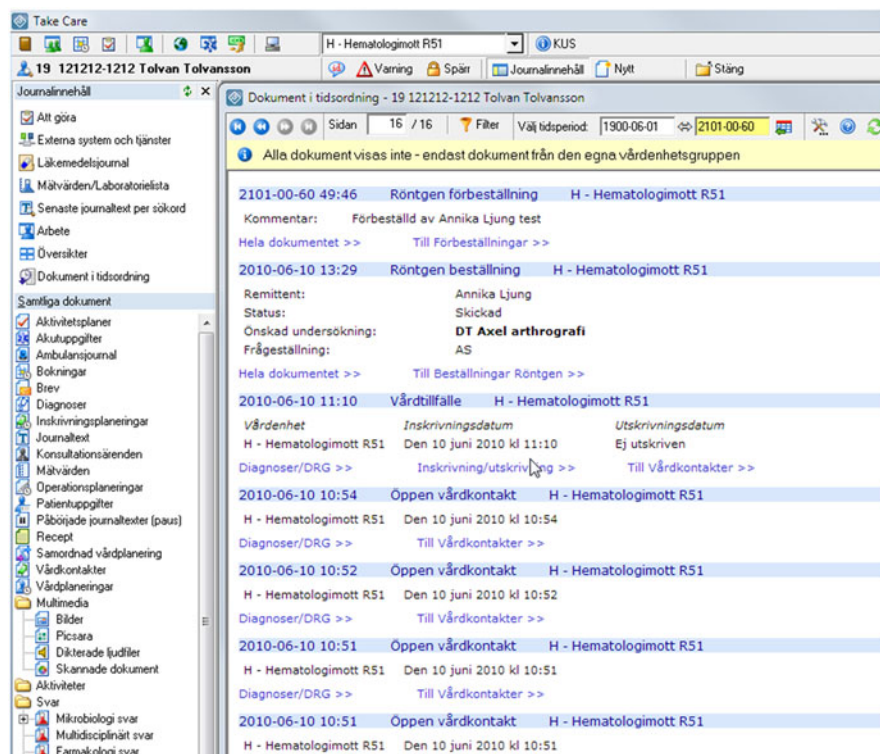 Take Care
H - Hematologimott R51
KUS
19 121212-1212 Tolvan Tolvansson
Varning
Spärr
Journalinnehåll
Nytt
Stäng
Journalinnehåll
Att göra
Externa system och tjänster
Läkemedelsjournal
Mätvärden/Laboratorielista
Senaste journaltext per sökord
Arbete
Översikter
Dokument i tidsordning
Samtliga dokument
Aktivitetsplaner
Akutuppgifter
Ambulansjournal
Bokningar
Brev
Diagnoser
Inskrivningsplaneringar
Journaltext
Konsultationsärenden
Mätvärden
Operationsplaneringar
Patientuppgifter
Påbörjade journaltexter (paus)
Recept
Samordnad vårdplanering
Vårdkontakter
Vårdplaneringar
Multimedia
Bilder
Picsara
Dikterade ljudfiler
Skannade dokument
Aktiviteter
Svar
Mikrobiologi svar
Multidisciplinärt svar
Farmakologi svar
Dokument i tidsordning - 19 121212-1212 Tolvan Tolvansson
Sidan 16 / 16 Filter Välj tidsperiod: 1900-06-01 2101-00-60
Alla dokument visas inte - endast dokument från den egna vårdenhetsgruppen
2101-00-60 49:46 Röntgen förbeställning H - Hematologimott R51
Kommentar: Förbeställd av Annika Ljung test
Hela dokumentet >> Till Förbeställningar >>
2010-06-10 13:29 Röntgen beställning H - Hematologimott R51
Remittent: Annika Ljung
Status: Skickad
Önskad undersökning: DT Axel arthrografi
Frågeställning: AS
Hela dokumentet >> Till Beställningar Röntgen >>
2010-06-10 11:10 Vårdtillfälle H - Hematologimott R51
Vårdenhet Inskrivningsdatum Utskrivningsdatum
H - Hematologimott R51 Den 10 juni 2010 kl 11:10 Ej utskriven
Diagnoser/DRG >> Inskrivning/utskrivning >> Till Vårdkontakter >>
2010-06-10 10:54 Öppen vårdkontakt H - Hematologimott R51
H - Hematologimott R51 Den 10 juni 2010 kl 10:54
Diagnoser/DRG >> Till Vårdkontakter >>
2010-06-10 10:52 Öppen vårdkontakt H - Hematologimott R51
H - Hematologimott R51 Den 10 juni 2010 kl 10:52
Diagnoser/DRG >> Till Vårdkontakter >>
2010-06-10 10:51 Öppen vårdkontakt H - Hematologimott R51
H - Hematologimott R51 Den 10 juni 2010 kl 10:51
Diagnoser/DRG >> Till Vårdkontakter >>
2010-06-10 10:51 Öppen vårdkontakt H - Hematologimott R51
H - Hematologimott R51 Den 10 juni 2010 kl 10:51